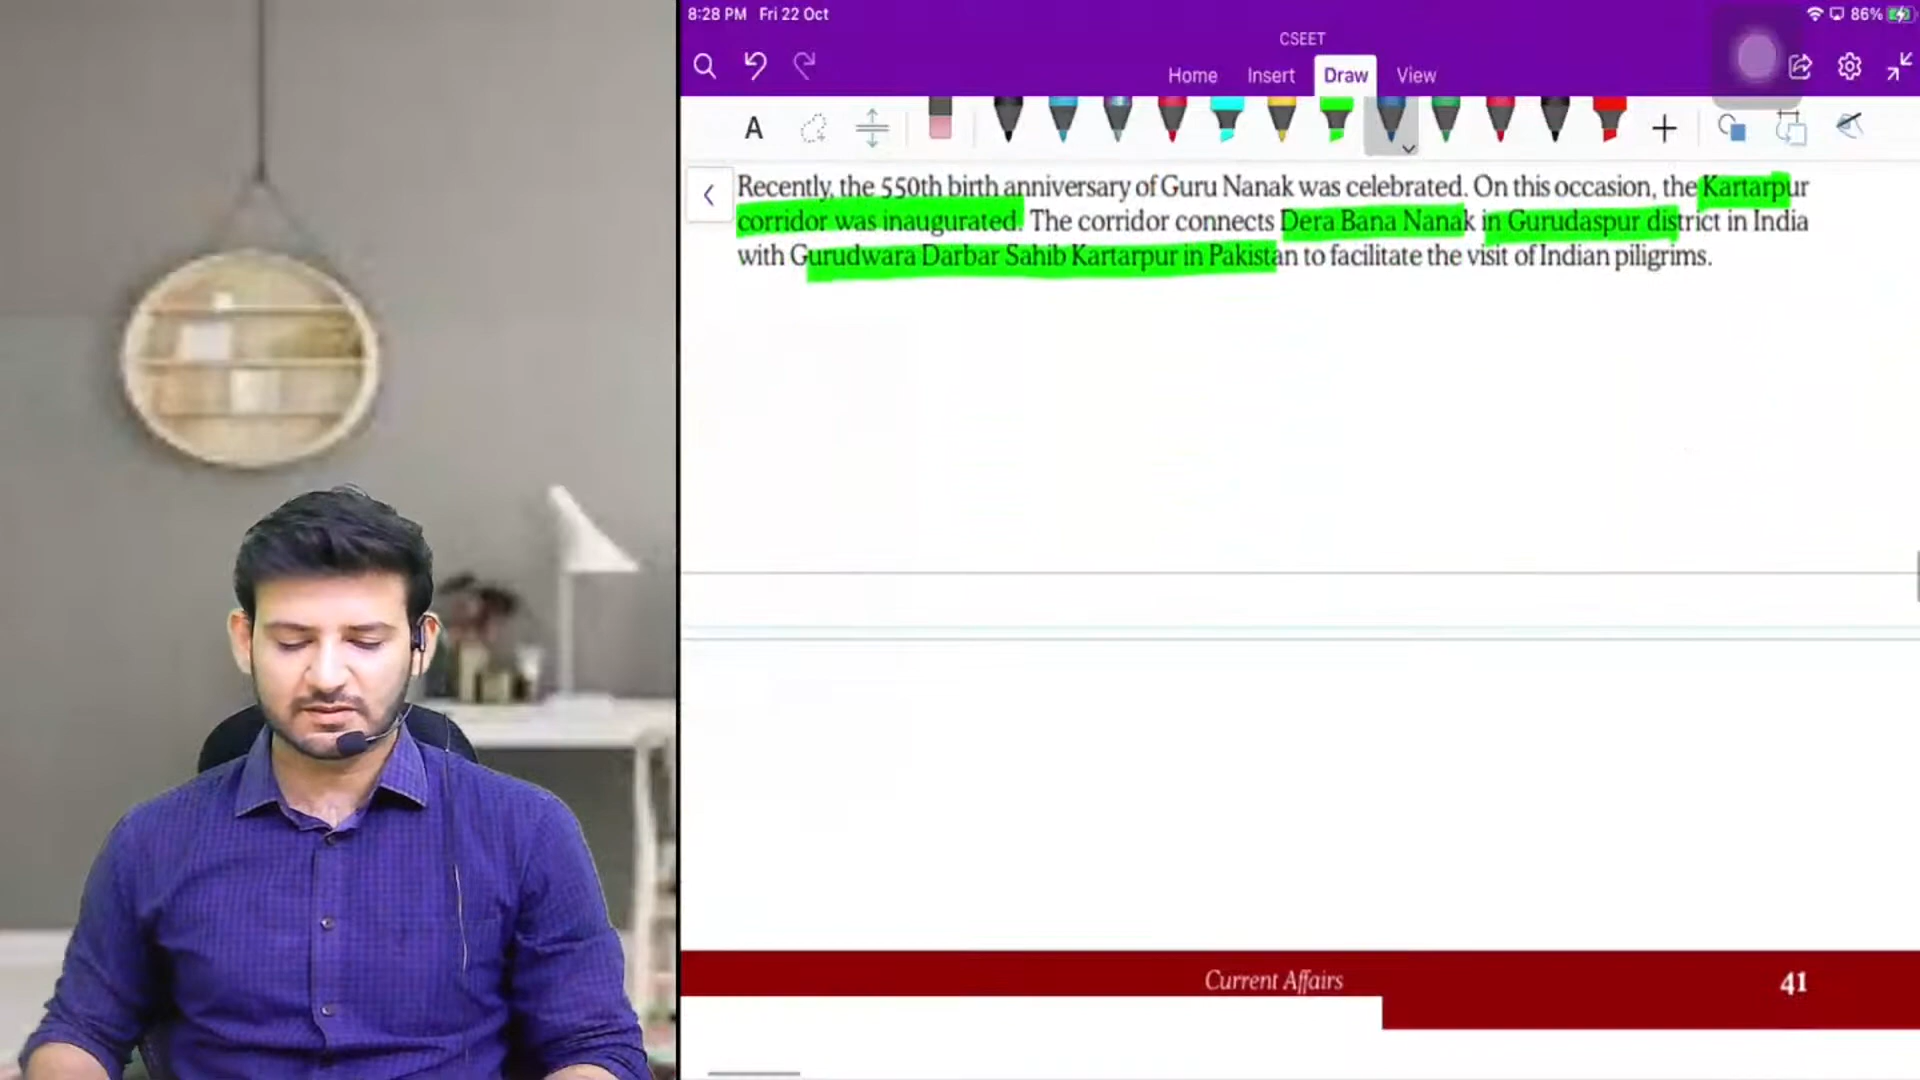 8:28 PM Fri 22 Oct
86%
CSEET
Home Insert Draw View
A
Recently, the 550th birth anniversary of Guru Nanak was celebrated. On this occasion, the Kartarpur
corridor was inaugurated. The corridor connects Dera Bana Nanak in Gurudaspur district in India
with Gurudwara Darbar Sahib Kartarpur in Pakistan to facilitate the visit of Indian piligrims.
Current Affairs 41